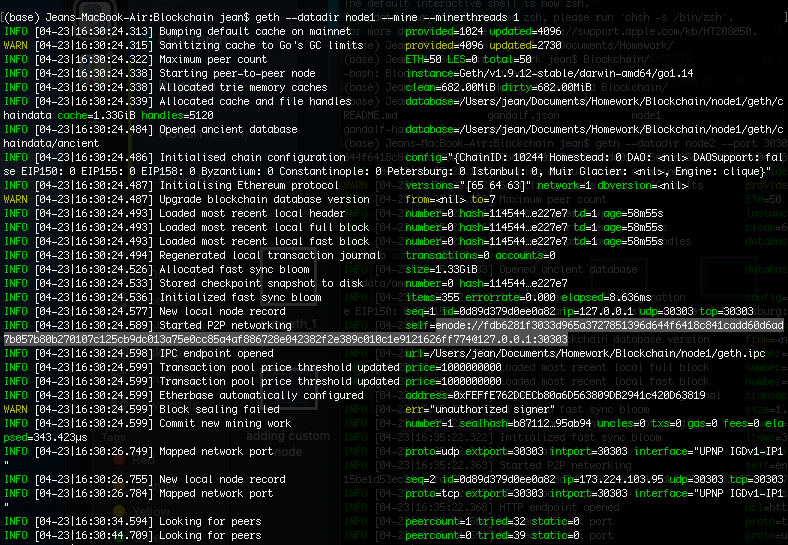 [(base) Jeans-MacBook-Air:Blockchain jean$ geth --datadir node1 --mine --minerthreads 1 ]
INFO [04-23|16:30:24.313] Bumping default cache on mainnet provided=1024 updated=4096
WARN [04-23|16:30:24.315] Sanitizing cache to Go's GC limits provided=4096 updated=2730
INFO [04-23|16:30:24.322] Maximum peer count ETH=50 LES=0 total=50
INFO [04-23|16:30:24.338] Starting peer-to-peer node instance=Geth/v1.9.12-stable/darwin-amd64/go1.14
INFO [04-23|16:30:24.338] Allocated trie memory caches clean=682.00MiB dirty=682.00MiB
INFO [04-23|16:30:24.339] Allocated cache and file handles database=/Users/jean/Documents/Homework/Blockchain/node1/geth/c
haindata cache=1.33GiB handles=5120
INFO [04-23|16:30:24.484] Opened ancient database database=/Users/jean/Documents/Homework/Blockchain/node1/geth/c
haindata/ancient
INFO [04-23|16:30:24.486] Initialised chain configuration config="{ChainID: 10244 Homestead: 0 DAO: <nil> DAOSupport: fal
se EIP150: 0 EIP155: 0 EIP158: 0 Byzantium: 0 Constantinople: 0 Petersburg: 0 Istanbul: 0, Muir Glacier: <nil>, Engine: clique}"
INFO [04-23|16:30:24.487] Initialising Ethereum protocol versions="[65 64 63]" network=1 dbversion=<nil>
WARN [04-23|16:30:24.487] Upgrade blockchain database version from=<nil> to=7
INFO [04-23|16:30:24.493] Loaded most recent local header number=0 hash=114544…e227e7 td=1 age=58m55s
INFO [04-23|16:30:24.493] Loaded most recent local full block number=0 hash=114544…e227e7 td=1 age=58m55s
INFO [04-23|16:30:24.493] Loaded most recent local fast block number=0 hash=114544…e227e7 td=1 age=58m55s
INFO [04-23|16:30:24.494] Regenerated local transaction journal transactions=0 accounts=0
INFO [04-23|16:30:24.526] Allocated fast sync bloom size=1.33GiB
INFO [04-23|16:30:24.533] Stored checkpoint snapshot to disk number=0 hash=114544…e227e7
INFO [04-23|16:30:24.536] Initialized fast sync bloom items=355 errorrate=0.000 elapsed=8.636ms
INFO [04-23|16:30:24.577] New local node record seq=1 id=0d89d379d0ee0a82 ip=127.0.0.1 udp=30303 tcp=30303
INFO [04-23|16:30:24.589] Started P2P networking self=enode://fdb6281f3033d965a3727851396d644f6418c841cadd60d6ad
7b057b80b270107c125cb9dc013a75e0cc85a4af886728e042382f2e389c010c1e9121626ff7740127.0.0.1:30303
INFO [04-23|16:30:24.598] IPC endpoint opened url=/Users/jean/Documents/Homework/Blockchain/node1/geth.ipc
INFO [04-23|16:30:24.599] Transaction pool price threshold updated price=1000000000
INFO [04-23|16:30:24.599] Transaction pool price threshold updated price=1000000000
INFO [04-23|16:30:24.599] Etherbase automatically configured address=0xFEFfE762DCECb80a6D563809DB2941c420D63819
WARN [04-23|16:30:24.599] Block sealing failed err="unauthorized signer"
INFO [04-23|16:30:24.599] Commit new mining work number=1 sealhash=b87112…95ab94 uncles=0 txs=0 gas=0 fees=0 ela
psed=343.423µs
INFO [04-23|16:30:26.749] Mapped network port proto=udp extport=30303 intport=30303 interface="UPNP IGDv1-IP1
"
INFO [04-23|16:30:26.755] New local node record seq=2 id=0d89d379d0ee0a82 ip=173.224.103.95 udp=30303 tcp=30303
INFO [04-23|16:30:26.784] Mapped network port proto=tcp extport=30303 intport=30303 interface="UPNP IGDv1-IP1
"
INFO [04-23|16:30:34.594] Looking for peers peercount=1 tried=32 static=0
INFO [04-23|16:30:44.709] Looking for peers peercount=0 tried=39 static=0